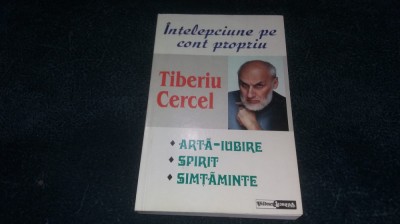 Înțelepciune pe
cont propriu
Tiberiu
Cercel
• ARTĂ-IUBIRE
• SPIRIT
• SIMȚĂMINTE